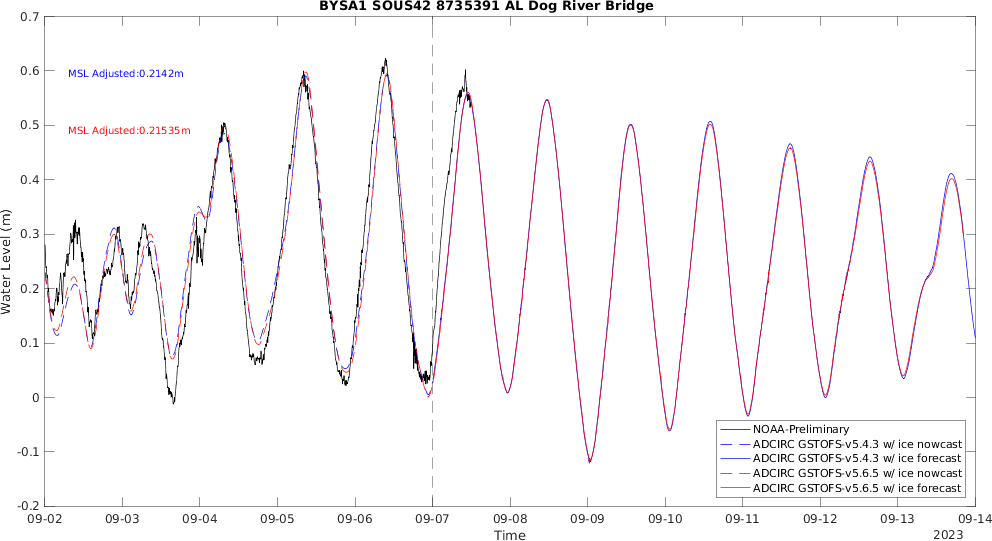 BYSA1 SOUS42 8735391 AL Dog River Bridge
0.7
0.6
0.5
0.4
0.3
0.2
0.1
0
-0.1
-0.2
Water Level (m)
MSL Adjusted:0.2142m
MSL Adjusted:0.21535m
NOAA-Preliminary
ADCIRC GSTOFS-v5.4.3 w/ ice nowcast
ADCIRC GSTOFS-v5.4.3 w/ ice forecast
ADCIRC GSTOFS-v5.6.5 w/ ice nowcast
ADCIRC GSTOFS-v5.6.5 w/ ice forecast
09-02 09-03 09-04 09-05 09-06 09-07 09-08 09-09 09-10 09-11 09-12 09-13 09-14
Time
2023